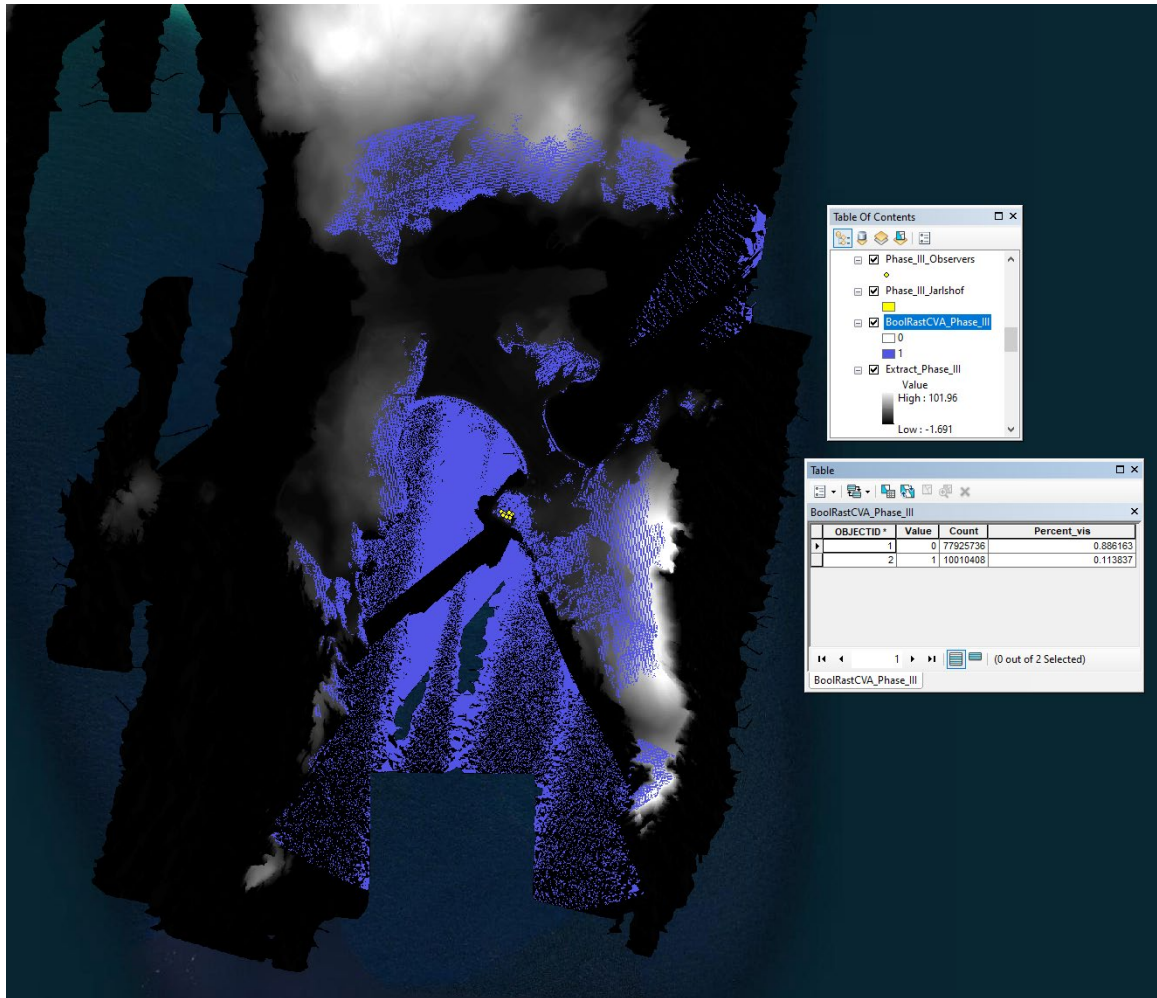 Table Of Contents
Phase_III_Observers
Phase_III_Jarlshof
BoolRastCVA_Phase_III
0
1
Extract_Phase_III
Value
High : 101.96
Low : -1.691
Table
BoolRastCVA_Phase_III
OBJECTID * Value Count Percent_vis
1 0 77925736 0.886163
2 1 10010408 0.113837
1 (0 out of 2 Selected)
BoolRastCVA_Phase_III